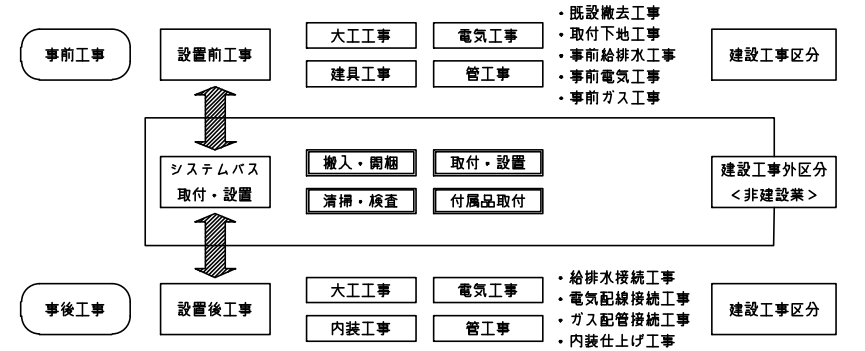 事前工事
設置前工事
大工工事
電気工事
建具工事
管工事
・既設撤去工事
・取付下地工事
・事前給排水工事
・事前電気工事
・事前ガス工事
建設工事区分
システムバス
取付・設置
搬入・開梱
取付・設置
清掃・検査
付属品取付
建設工事外区分
＜非建設業＞
事後工事
設置後工事
大工工事
電気工事
内装工事
管工事
・給排水接続工事
・電気配線接続工事
・ガス配管接続工事
・内装仕上げ工事
建設工事区分